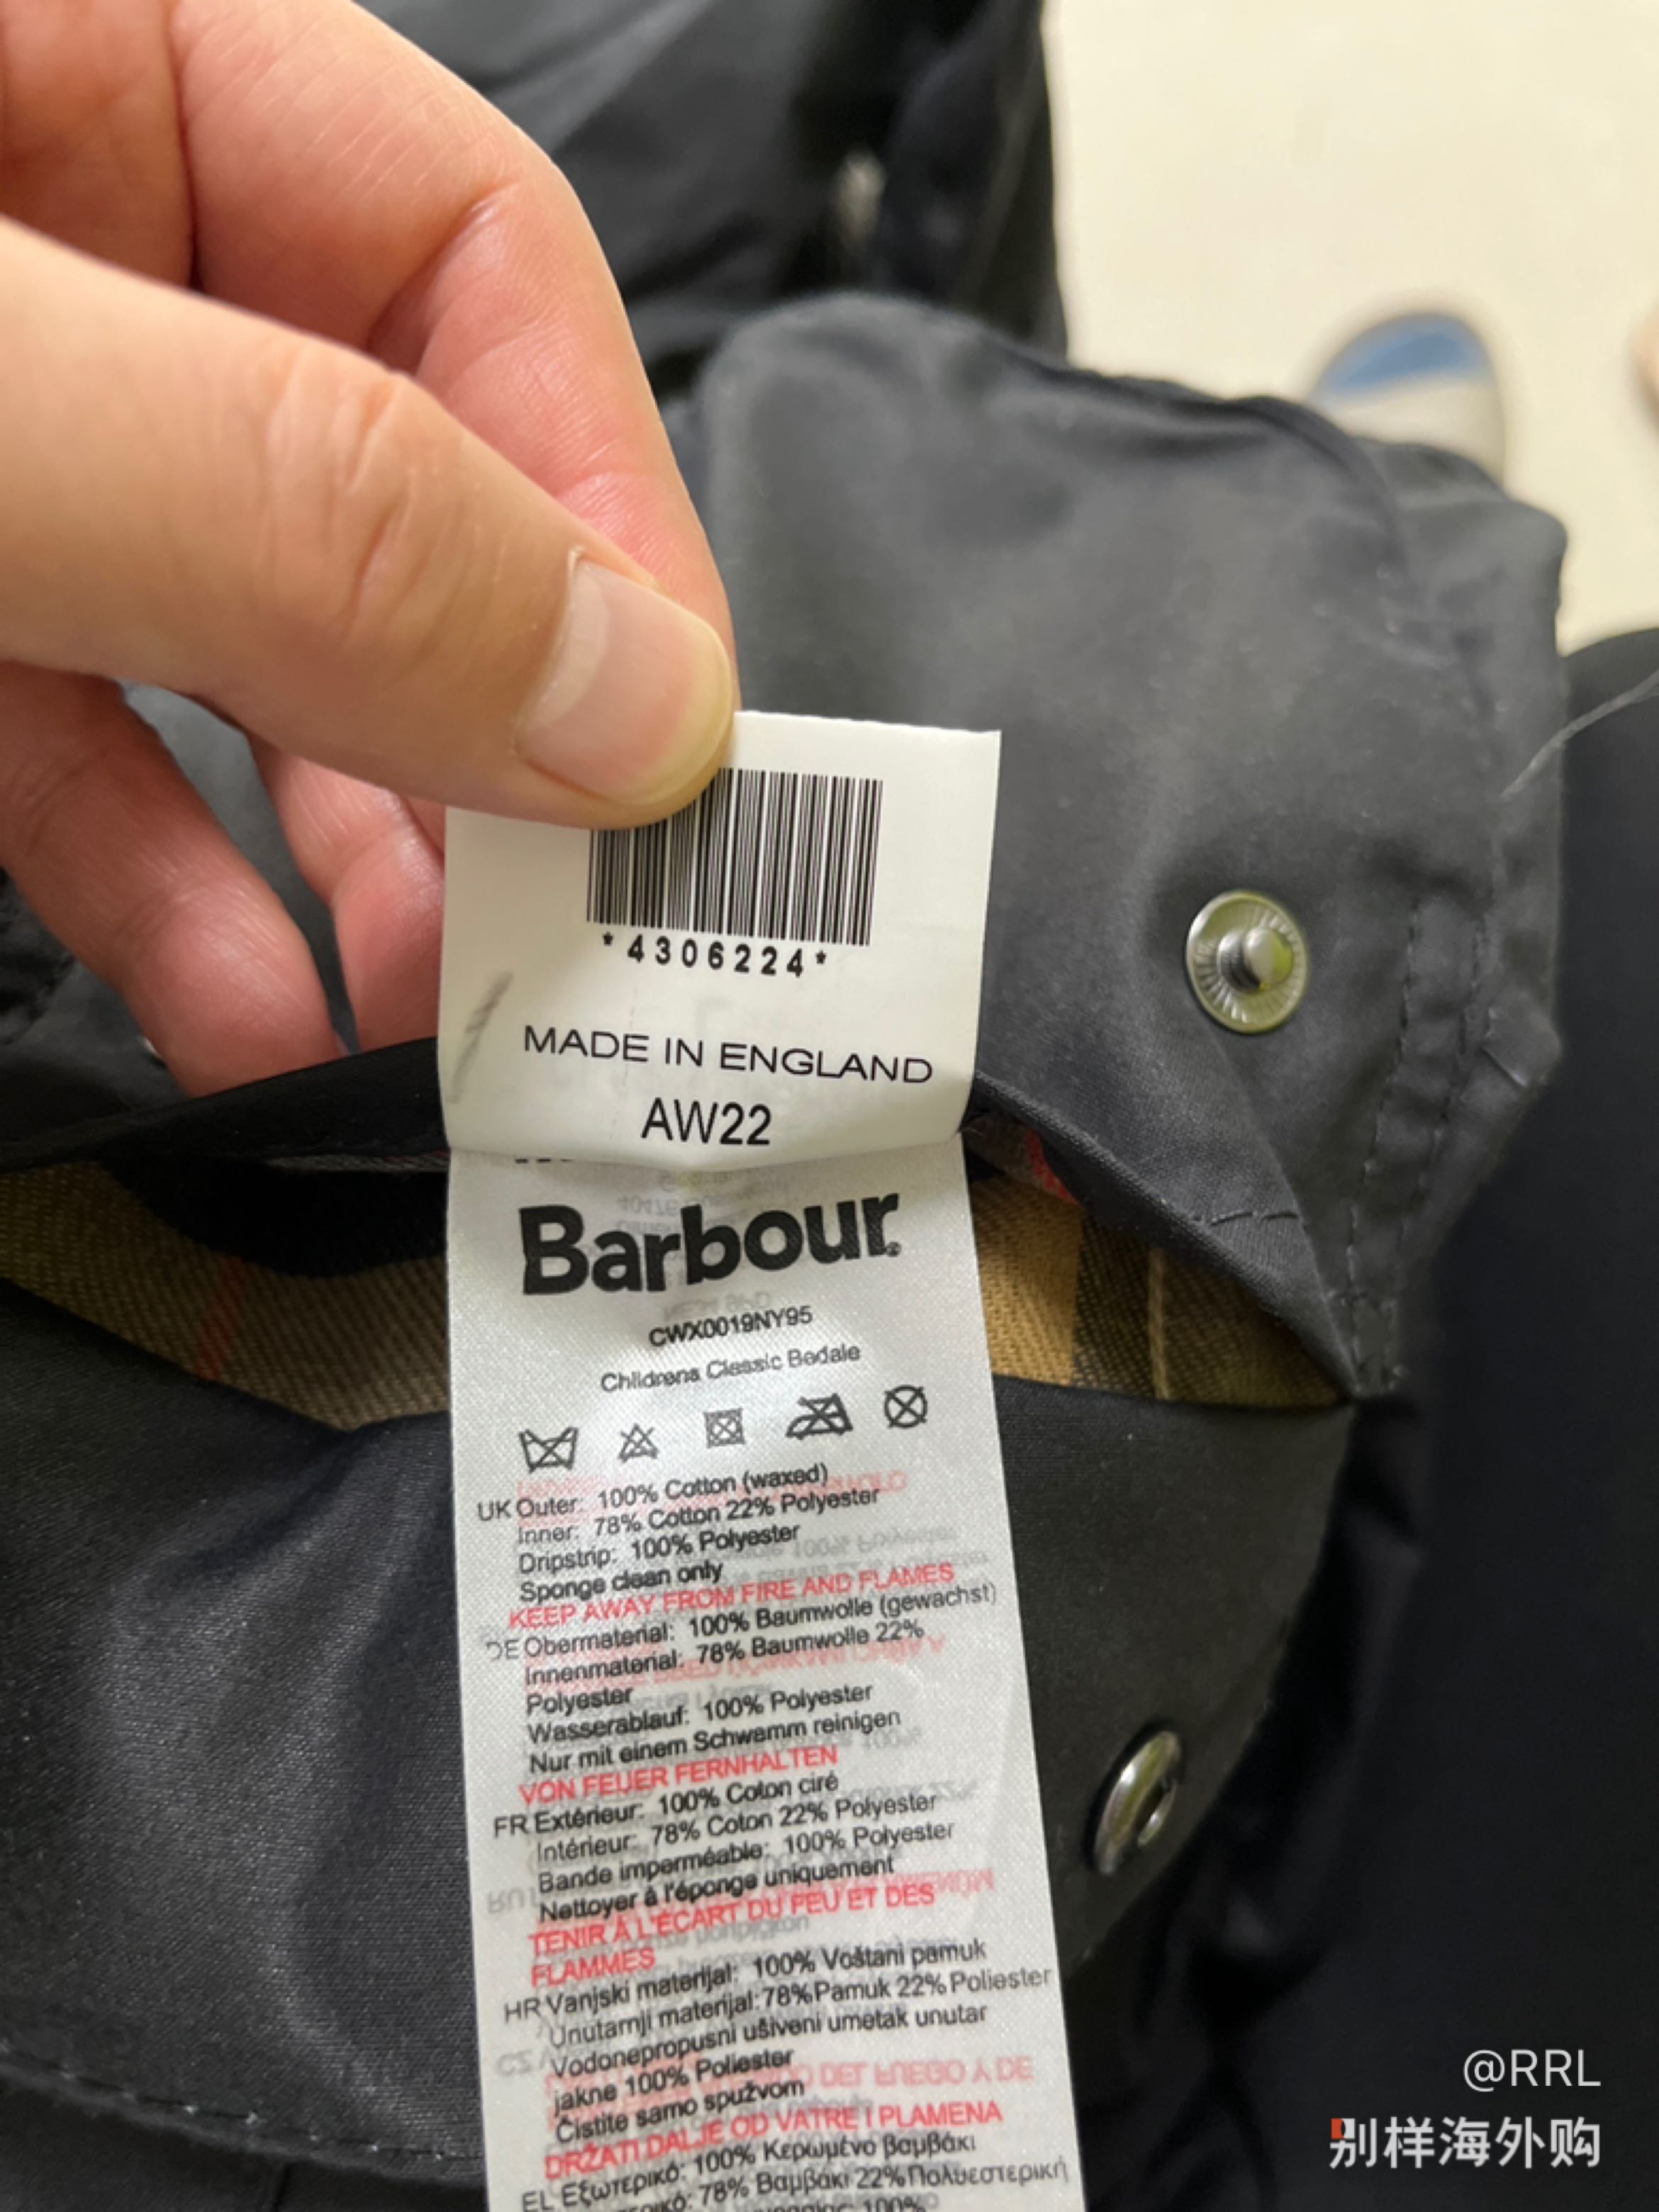 *4306224*
MADE IN ENGLAND
AW22
Barbour
CWX0019NY95
Childrens Classic Bedale
UK Outer: 100% Cotton (waxed)
Inner: 78% Cotton 22% Polyester
Dripstrip: 100% Polyester
Sponge clean only
KEEP AWAY FROM FIRE AND FLAMES
DE Obermaterial: 100% Baumwolle (gewachst)
Innenmaterial: 78% Baumwolle 22%
Polyester
Wasserablauf: 100% Polyester
Nur mit einem Schwamm reinigen
VON FEUER FERNHALTEN
FR Extérieur: 100% Coton ciré
Intérieur: 78% Coton 22% Polyester
Bande imperméable: 100% Polyester
Nettoyer à l'éponge uniquement
TENIR À L'ÉCART DU FEU ET DES
FLAMMES
HR Vanjski materijal: 100% Voštani pamuk
Unutarnji materijal: 78% Pamuk 22% Poliester
Vodonepropusni ušiveni umetak unutar
jakne 100% Poliester
Čistite samo spužvom
DRŽATI DALJE OD VATRE I PLAMENA
EL Εξωτερικό: 100% Κερωμένο βαμβάκι
78% Βαμβάκι 22% Πολυεστερική
100%
@RRL
别样海外购